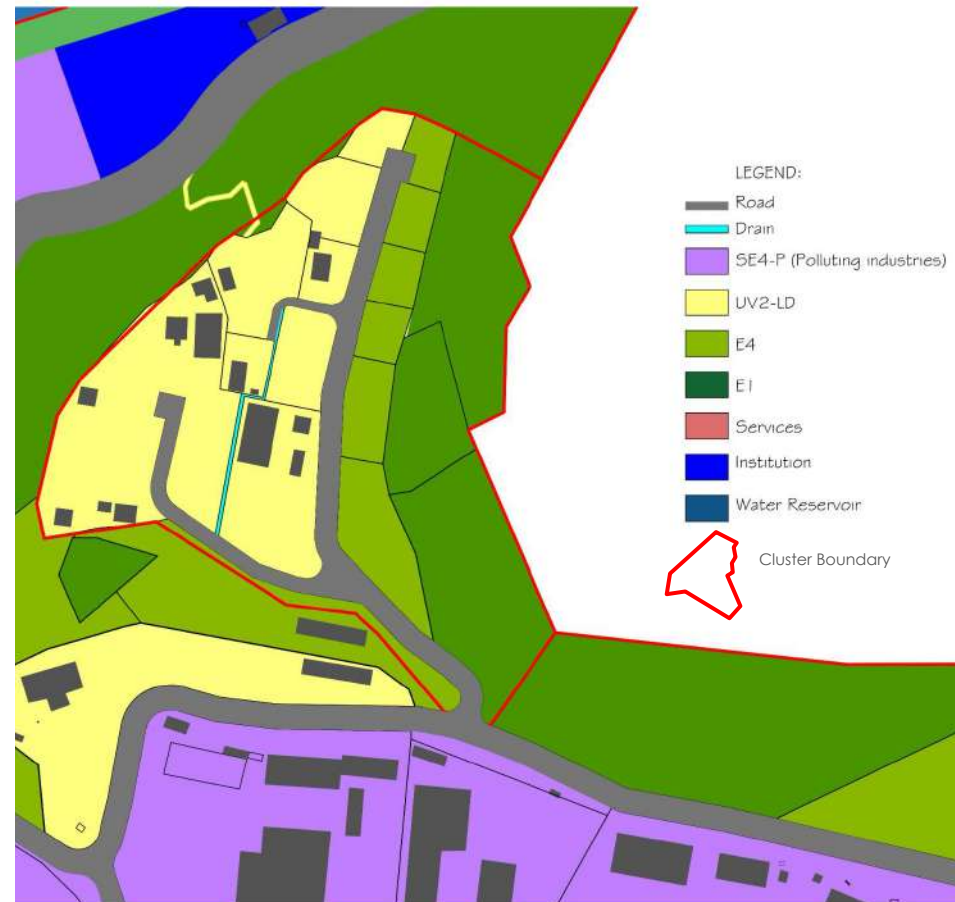 LEGEND:
Road
Drain
SE4-P (Polluting industries)
UV2-LD
E4
E1
Services
Institution
Water Reservoir
Cluster Boundary